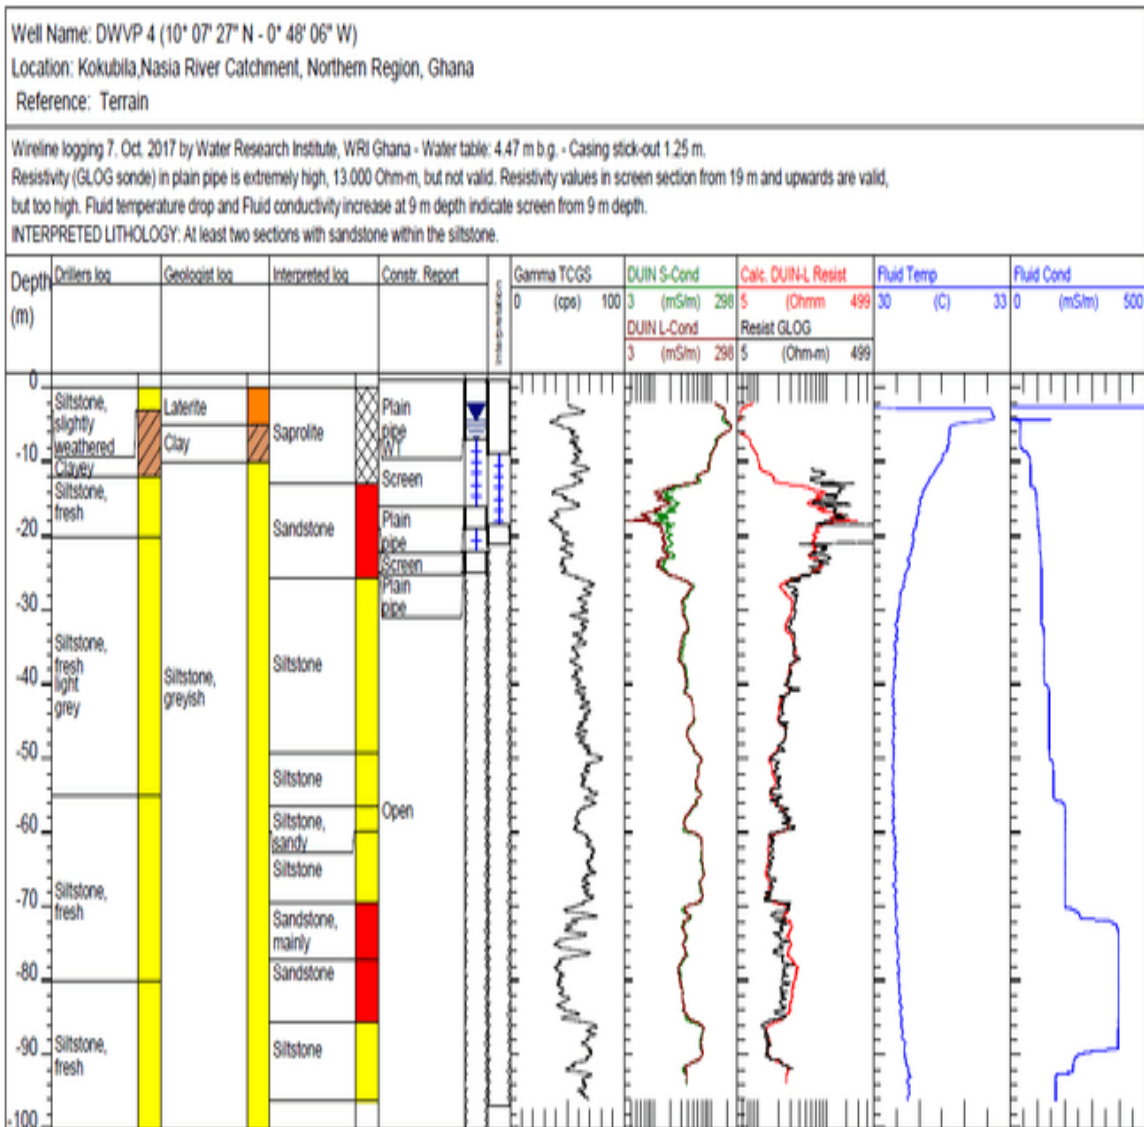 Well Name: DWVP 4 (10° 07' 27" N - 0° 48' 06" W)
Location: Kokubila,Nasia River Catchment, Northern Region, Ghana
Reference: Terrain
Wireline logging 7. Oct. 2017 by Water Research Institute, WRI Ghana - Water table: 4.47 m b.g. - Casing stick-out 1.25 m.
Resistivity (GLOG sonde) in plain pipe is extremely high, 13.000 Ohm-m, but not valid. Resistivity values in screen section from 19 m and upwards are valid,
but too high. Fluid temperature drop and Fluid conductivity increase at 9 m depth indicate screen from 9 m depth.
INTERPRETED LITHOLOGY: At least two sections with sandstone within the siltstone.
Depth
(m)
Drillers log
Geologist log
Interpreted log
Constr. Report
Interpretation
Gamma TCGS
0 (cps) 100
DUIN S-Cond
3 (mS/m) 298
DUIN L-Cond
3 (mS/m) 298
Calc. DUIN-L Resist
5 (Ohmm 499
Resist GLOG
5 (Ohm-m) 499
Fluid Temp
30 (C) 33
Fluid Cond
0 (mS/m) 500
0
-10
-20
-30
-40
-50
-60
-70
-80
-90
-100
Siltstone,
slightly
weathered
Clayey
Siltstone,
fresh
Siltstone,
fresh
light
grey
Siltstone,
fresh
Siltstone,
fresh
Laterite
Clay
Siltstone,
greyish
Saprolite
Sandstone
Siltstone
Siltstone
Siltstone,
sandy
Siltstone
Sandstone,
mainly
Sandstone
Siltstone
Plain
pipe
WT
Screen
Plain
pipe
Screen
Plain
pipe
Open